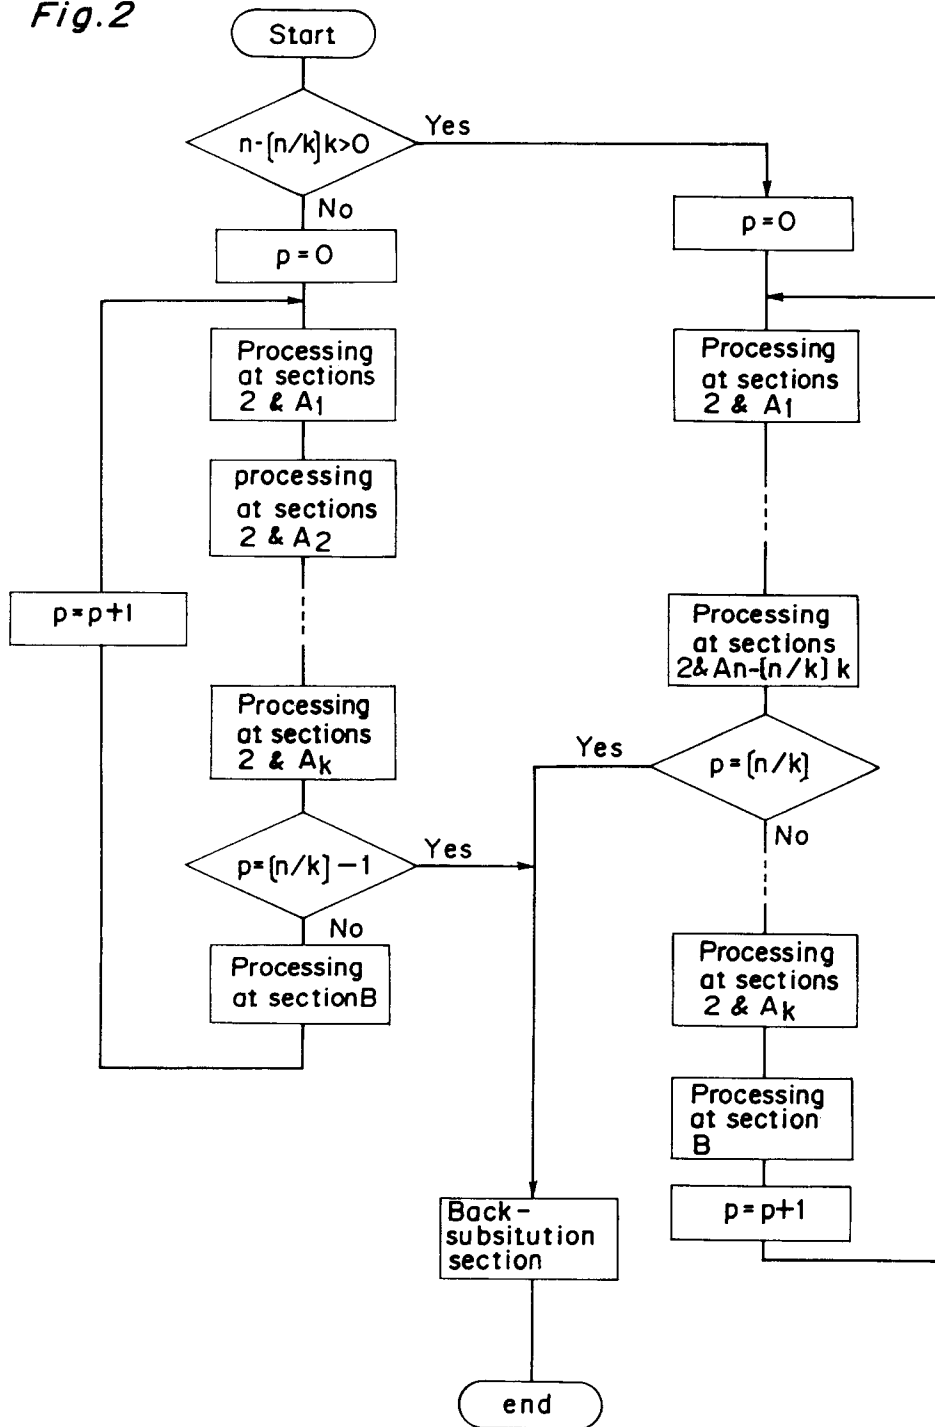 Fig.2
Start
n-[n/k]k>0
Yes
No
p=0
p=0
Processing
at sections
2 & A1
Processing
at sections
2 & A1
processing
at sections
2 & A2
p=p+1
Processing
at sections
2&An-[n/k]k
Processing
at sections
2 & Ak
Yes
p=[n/k]
No
p=[n/k]-1
Yes
No
Processing
at sectionB
Processing
at sections
2 & Ak
Processing
at section
B
p=p+1
Back-
subsitution
section
end